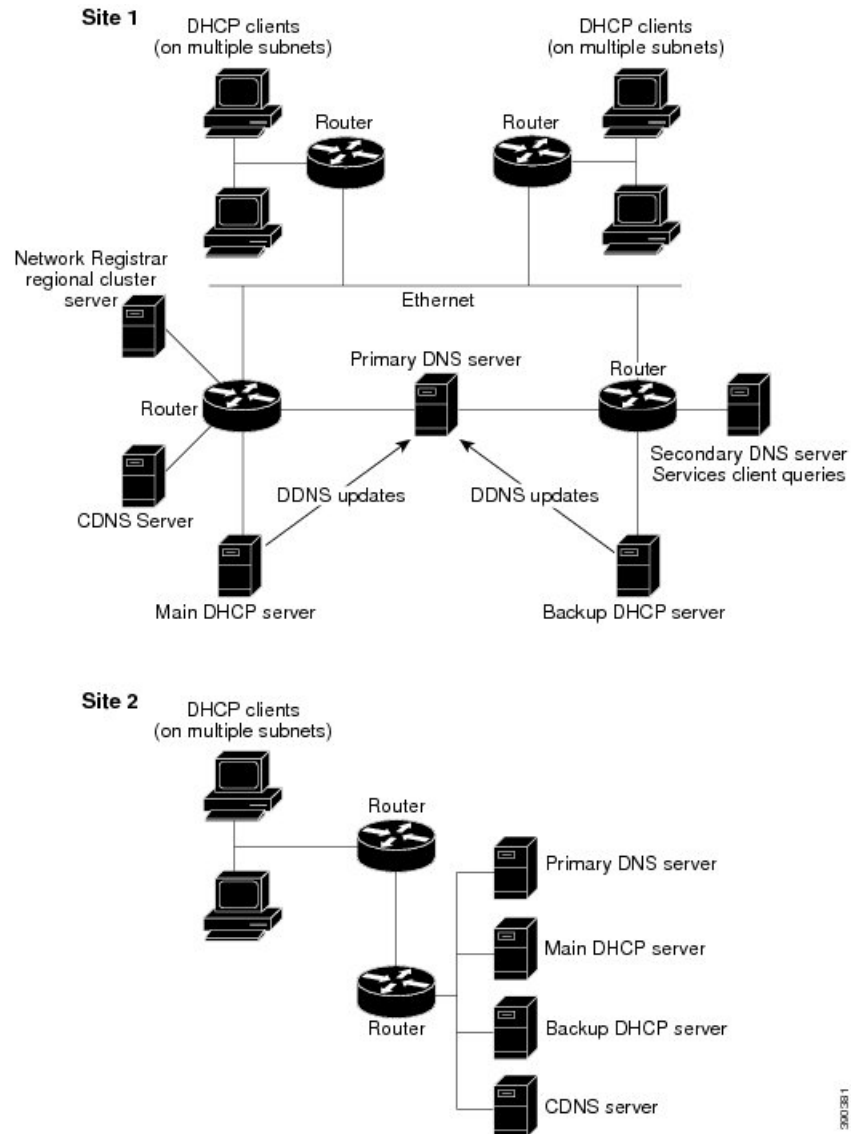 Site 1
DHCP clients
(on multiple subnets)
DHCP clients
(on multiple subnets)
Router
Router
Network Registrar
regional cluster
server
Ethernet
Primary DNS server
Router
Router
Secondary DNS server
Services client queries
CDNS Server
DDNS updates
DDNS updates
Main DHCP server
Backup DHCP server
Site 2
DHCP clients
(on multiple subnets)
Router
Primary DNS server
Main DHCP server
Router
Backup DHCP server
CDNS server
390381